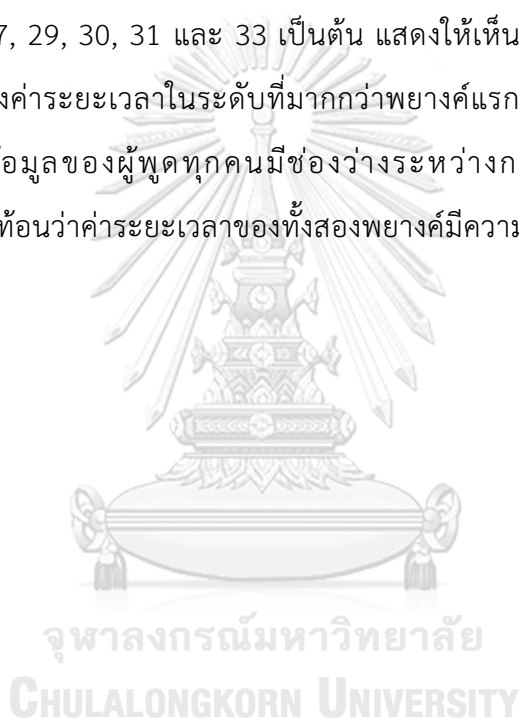 7, 29, 30, 31 และ 33 เป็นต้น แสดงให้เห็น
งค่าระยะเวลาในระดับที่มากกว่าพยางค์แรก
อมูลของผู้พูดทุกคนมีช่องว่างระหว่างก
ท้อนว่าค่าระยะเวลาของทั้งสองพยางค์มีความ
จุฬาลงกรณ์มหาวิทยาลัย
CHULALONGKORN UNIVERSITY